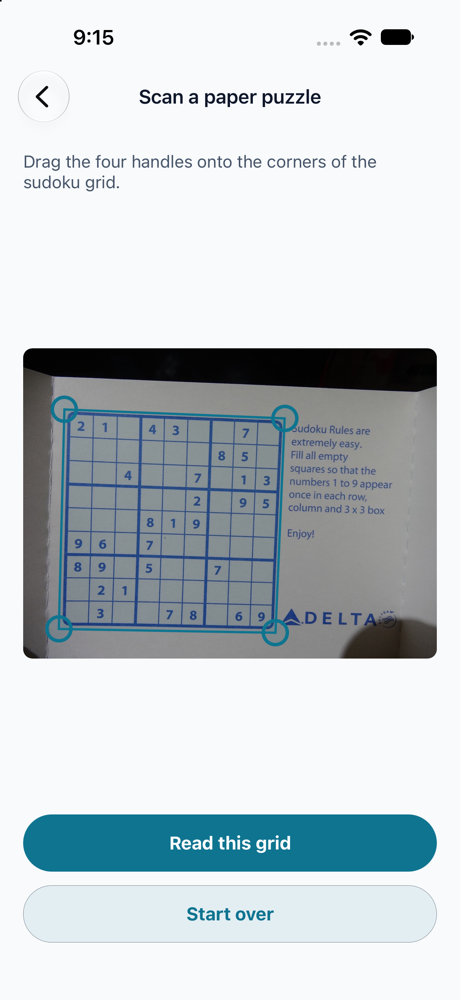 9:15
Scan a paper puzzle
Drag the four handles onto the corners of the
sudoku grid.
2 1 4 3 7
8 5
4 7 1 3
2 9 5
8 1 9
9 6 7
8 9 5 7
2 1
3 7 8 6 9
Sudoku Rules are
extremely easy.
Fill all empty
squares so that the
numbers 1 to 9 appear
once in each row,
column and 3 x 3 box
Enjoy!
DELTA
Read this grid
Start over